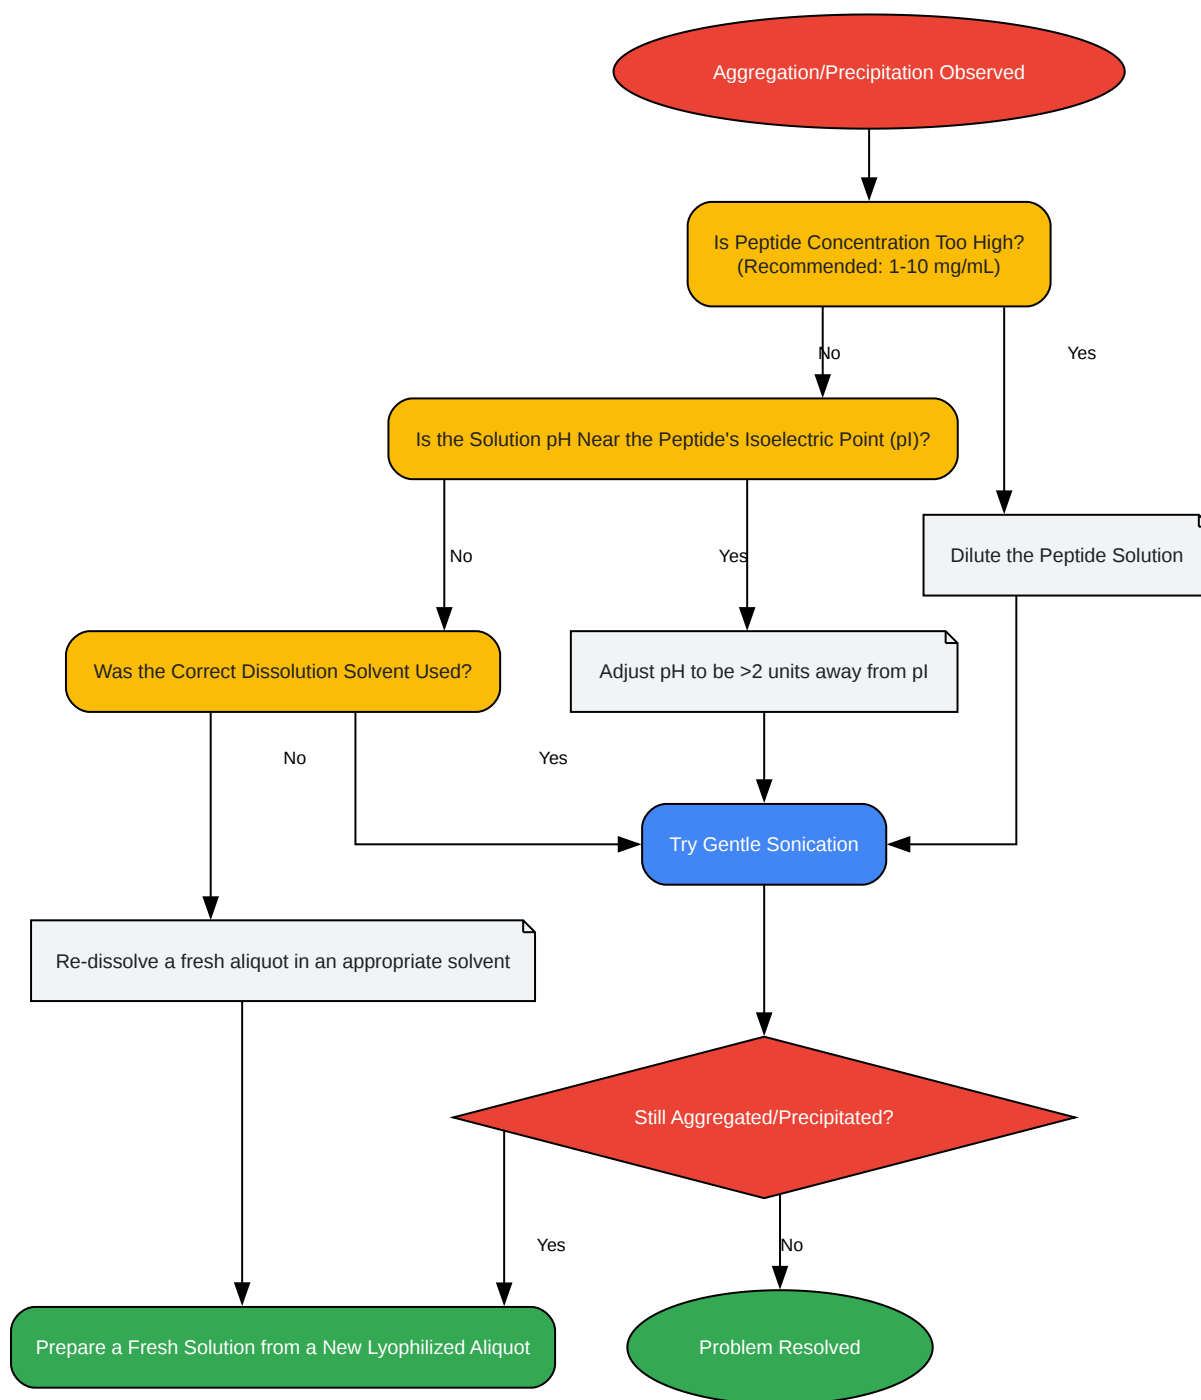 Aggregation/Precipitation Observed
Is Peptide Concentration Too High?
(Recommended: 1-10 mg/mL)
No
Yes
Is the Solution pH Near the Peptide's Isoelectric Point (pI)?
No
Yes
Dilute the Peptide Solution
Was the Correct Dissolution Solvent Used?
Adjust pH to be >2 units away from pI
No
Yes
Try Gentle Sonication
Re-dissolve a fresh aliquot in an appropriate solvent
Still Aggregated/Precipitated?
Yes
No
Prepare a Fresh Solution from a New Lyophilized Aliquot
Problem Resolved